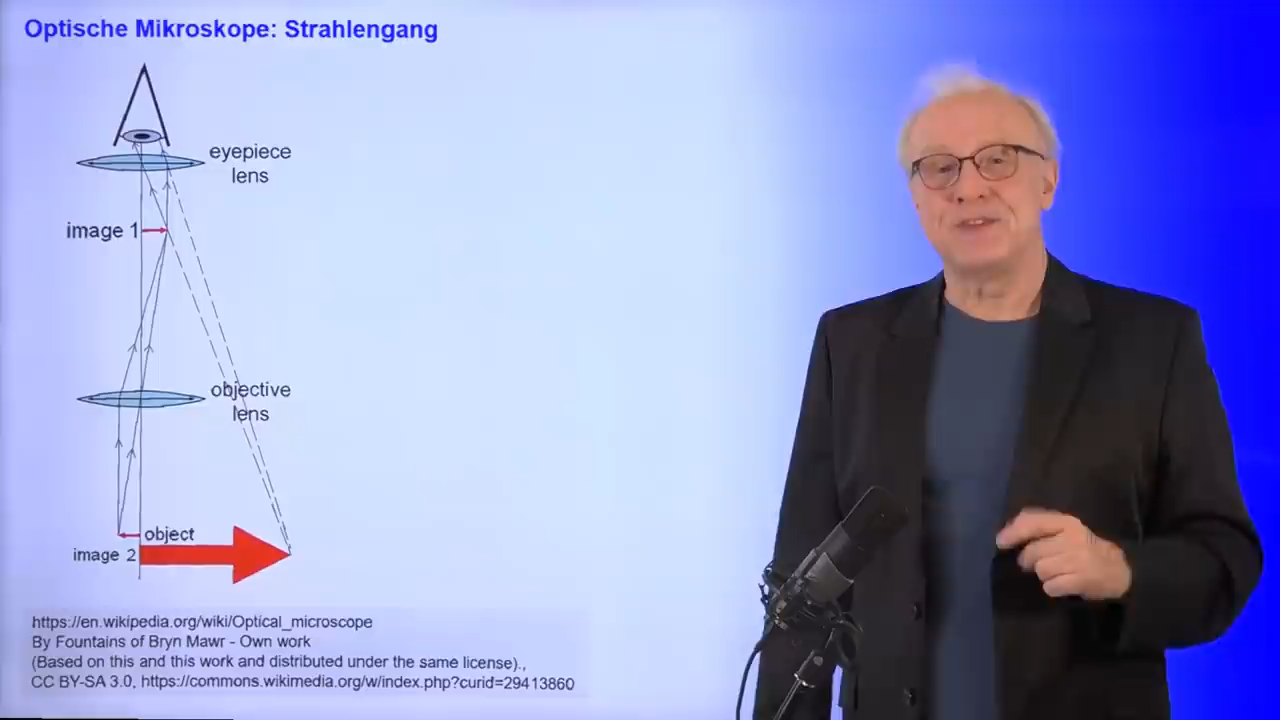 Optische Mikroskope: Strahlengang
eyepiece
lens
image 1
objective
lens
object
image 2
https://en.wikipedia.org/wiki/Optical_microscope
By Fountains of Bryn Mawr - Own work
(Based on this and this work and distributed under the same license).,
CC BY-SA 3.0, https://commons.wikimedia.org/w/index.php?curid=29413860